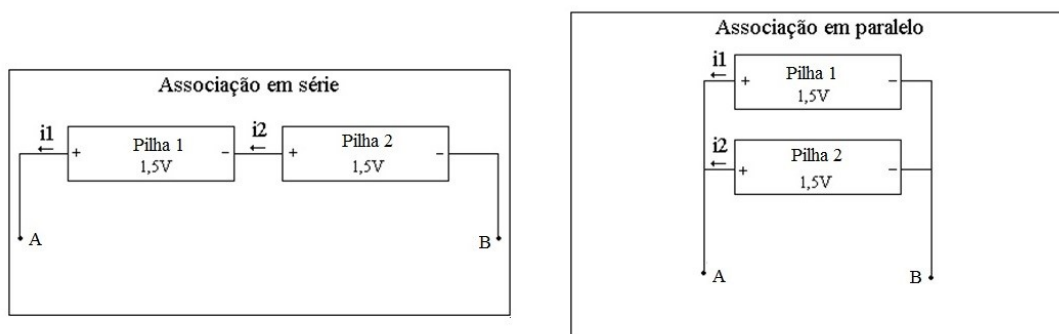 Associação em série
i1
i2
+ Pilha 1 −
1,5V
+ Pilha 2 −
1,5V
A
B
Associação em paralelo
i1
+ Pilha 1 −
1,5V
i2
+ Pilha 2 −
1,5V
A
B